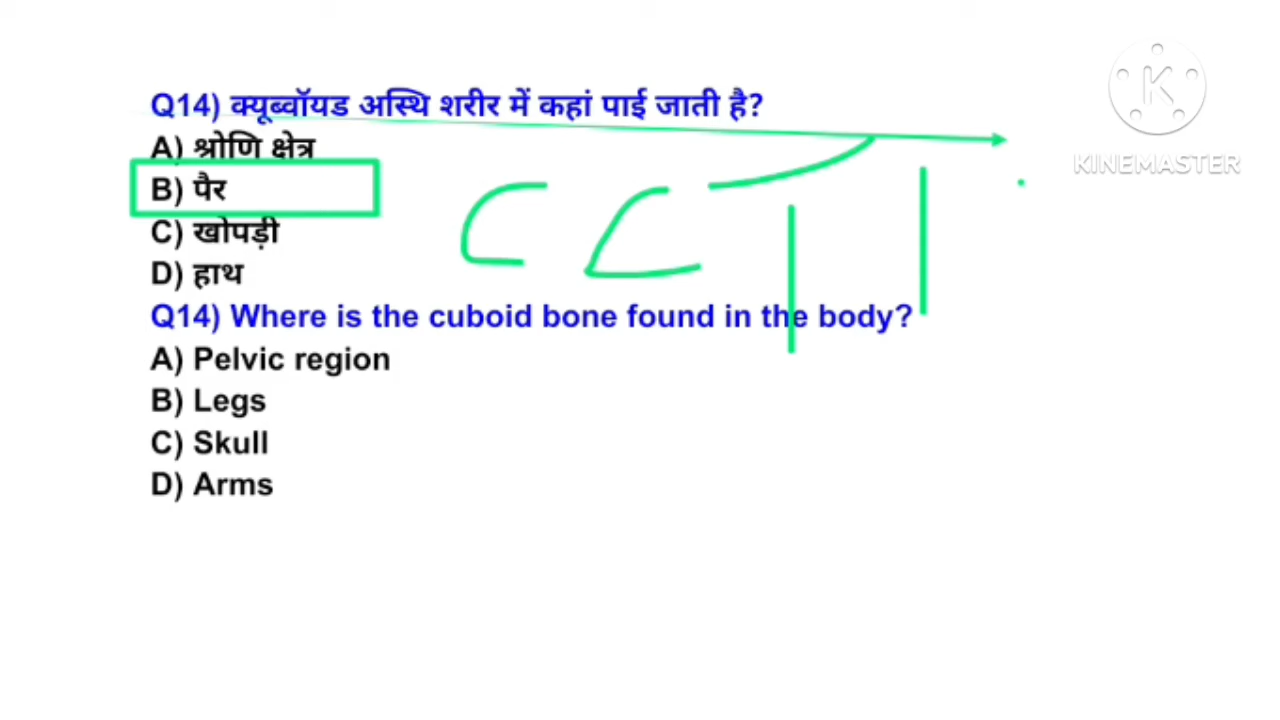 Q14) क्यूब्वॉयड अस्थि शरीर में कहां पाई जाती है?
A) श्रोणि क्षेत्र
B) पैर
C) खोपड़ी
D) हाथ
Q14) Where is the cuboid bone found in the body?
A) Pelvic region
B) Legs
C) Skull
D) Arms
K
KINEMASTER